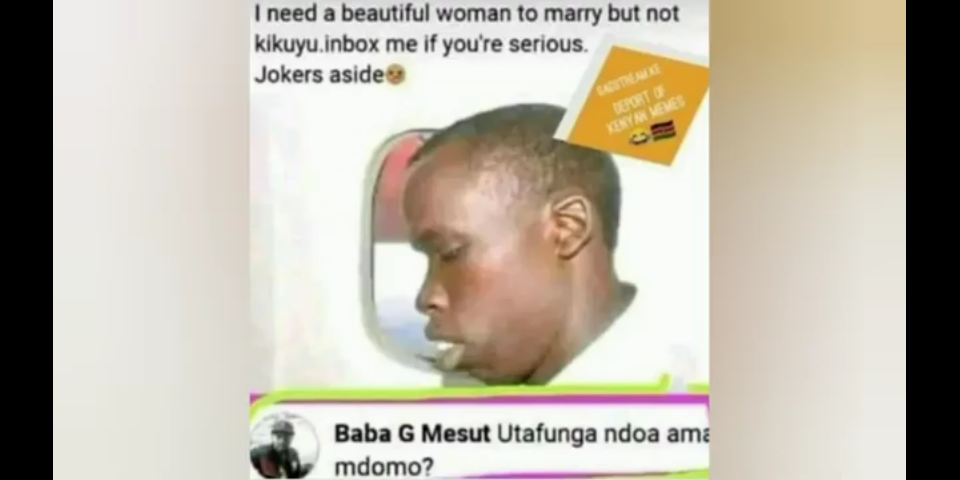 I need a beautiful woman to marry but not
kikuyu.inbox me if you're serious.
Jokers aside
DEPORT OF
KENYAN MEMES
Baba G Mesut Utafunga ndoa ama
mdomo?